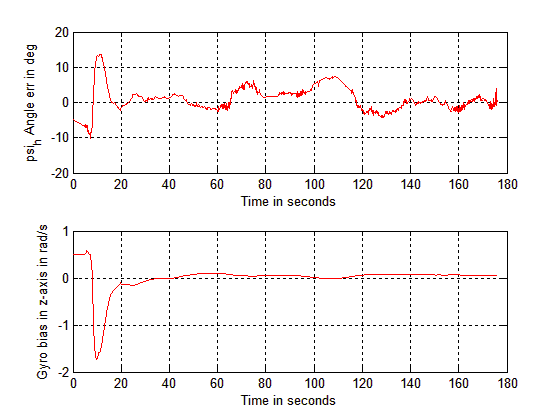 20
10
0
-10
-20
psi_h Angle err in deg
0 20 40 60 80 100 120 140 160 180
Time in seconds
1
0
-1
-2
Gyro bias in z-axis in rad/s
0 20 40 60 80 100 120 140 160 180
Time in seconds